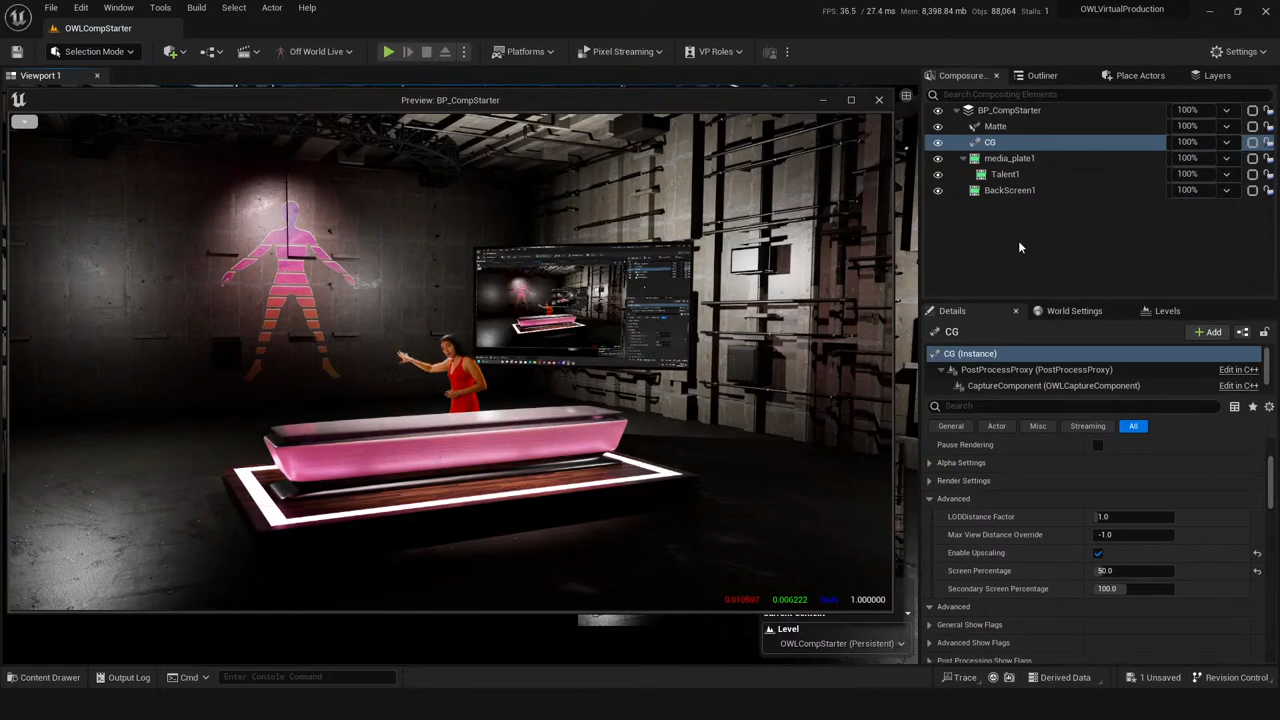 File Edit Window Tools Build Select Actor Help
FPS: 36.5 / 27.4 ms Mem: 8,398.84 mb Objs: 88,064 Stalls: 1
OWLVirtualProduction
OWLCompStarter
Selection Mode
Off World Live
Platforms
Pixel Streaming
VP Roles
Settings
Viewport 1
Composure...
Outliner
Place Actors
Layers
Preview: BP_CompStarter
Search Compositing Elements
BP_CompStarter 100%
Matte 100%
CG 100%
media_plate1 100%
Talent1 100%
BackScreen1 100%
Details
World Settings
Levels
CG
Add
CG (Instance)
PostProcessProxy (PostProcessProxy) Edit in C++
CaptureComponent (OWLCaptureComponent) Edit in C++
Search
General Actor Misc Streaming All
Pause Rendering
Alpha Settings
Render Settings
Advanced
LODDistance Factor 1.0
Max View Distance Override -1.0
Enable Upscaling
Screen Percentage 50.0
Secondary Screen Percentage 100.0
Advanced
General Show Flags
Advanced Show Flags
Post Processing Show Flags
0.010597 0.006222 1.000000
Level
OWLCompStarter (Persistent)
Content Drawer
Output Log
Cmd
Enter Console Command
Trace
Derived Data
1 Unsaved
Revision Control